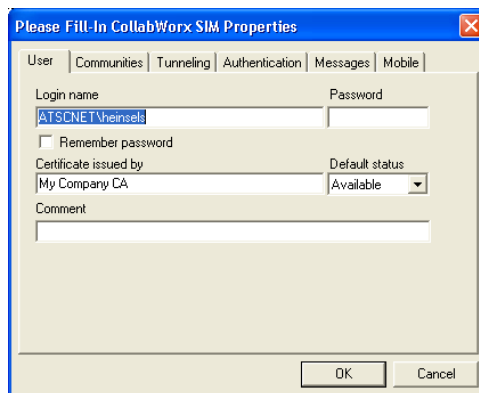 Please Fill-In CollabWorx SIM Properties
User Communities Tunneling Authentication Messages Mobile
Login name Password
ATSCNET\heinsels
Remember password
Certificate issued by Default status
My Company CA Available
Comment
OK Cancel